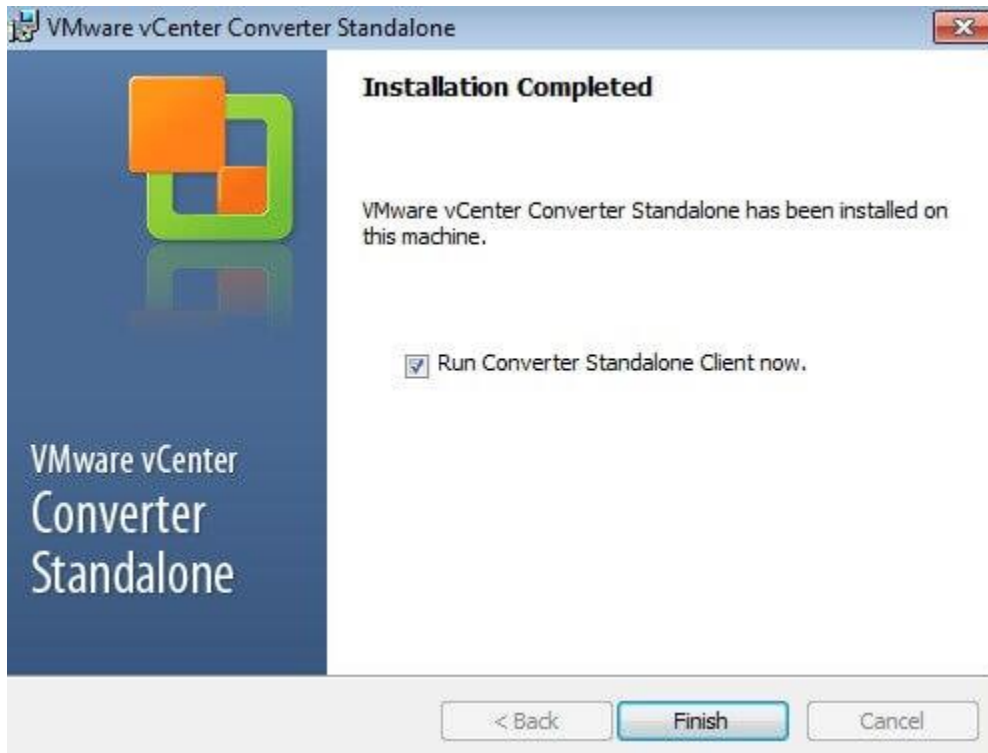 VMware vCenter Converter Standalone
Installation Completed
VMware vCenter Converter Standalone has been installed on
this machine.
Run Converter Standalone Client now.
VMware vCenter
Converter
Standalone
< Back
Finish
Cancel